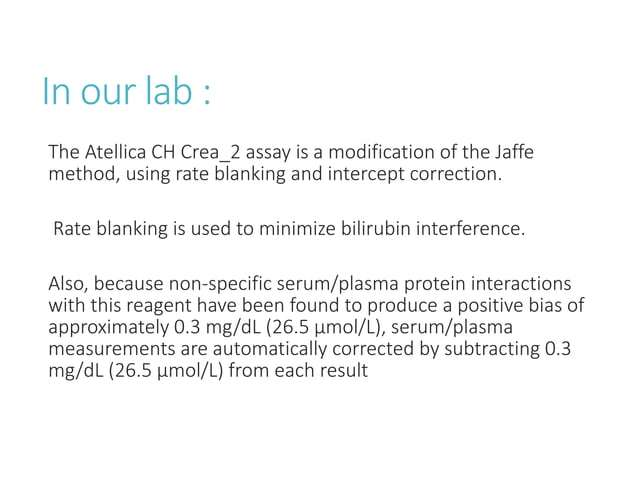 In our lab :
The Atellica CH Crea_2 assay is a modification of the Jaffe
method, using rate blanking and intercept correction.
Rate blanking is used to minimize bilirubin interference.
Also, because non-specific serum/plasma protein interactions
with this reagent have been found to produce a positive bias of
approximately 0.3 mg/dL (26.5 μmol/L), serum/plasma
measurements are automatically corrected by subtracting 0.3
mg/dL (26.5 μmol/L) from each result